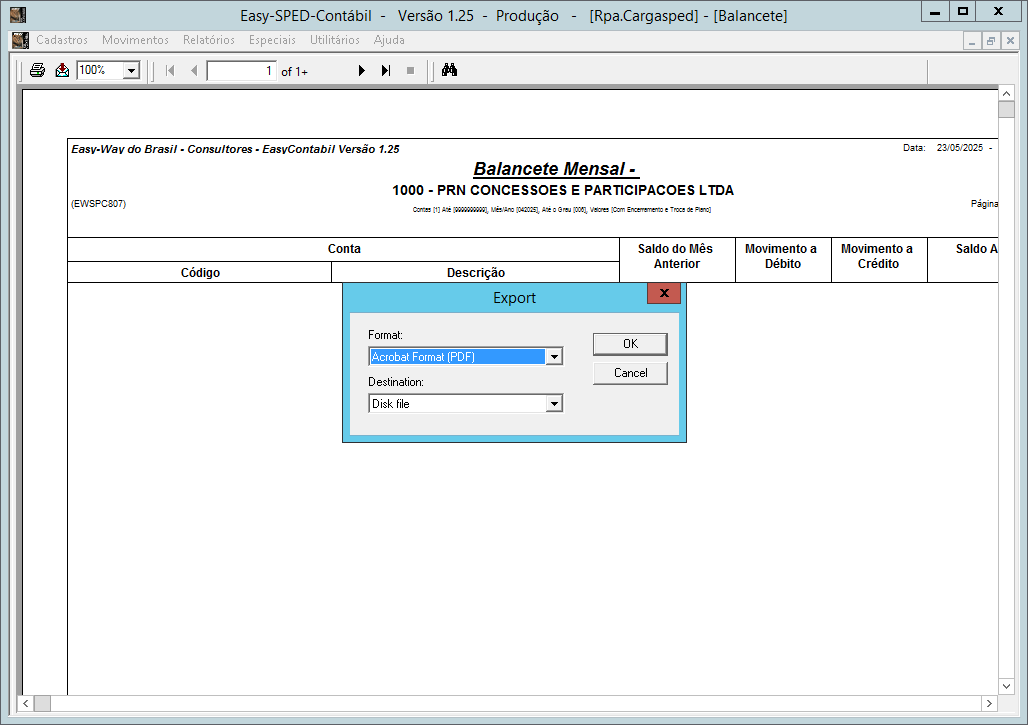 Easy-SPED-Contábil - Versão 1.25 - Produção - [Rpa.Cargasped] - [Balancete]
Cadastros Movimentos Relatórios Especiais Utilitários Ajuda
100% 1 of 1+
Easy-Way do Brasil - Consultores - EasyContabil Versão 1.25
Data: 23/05/2025 -
Balancete Mensal -
1000 - PRN CONCESSOES E PARTICIPACOES LTDA
(EWSPC807)
Contas [1] Até [9999999999], Mês/Ano [042025], Até o Grau [006], Valores [Com Encerramento e Troca de Plano]
Página
Conta
Código
Descrição
Saldo do Mês
Anterior
Movimento a
Débito
Movimento a
Crédito
Saldo A
Export
Format:
Acrobat Format (PDF)
Destination:
Disk file
OK
Cancel